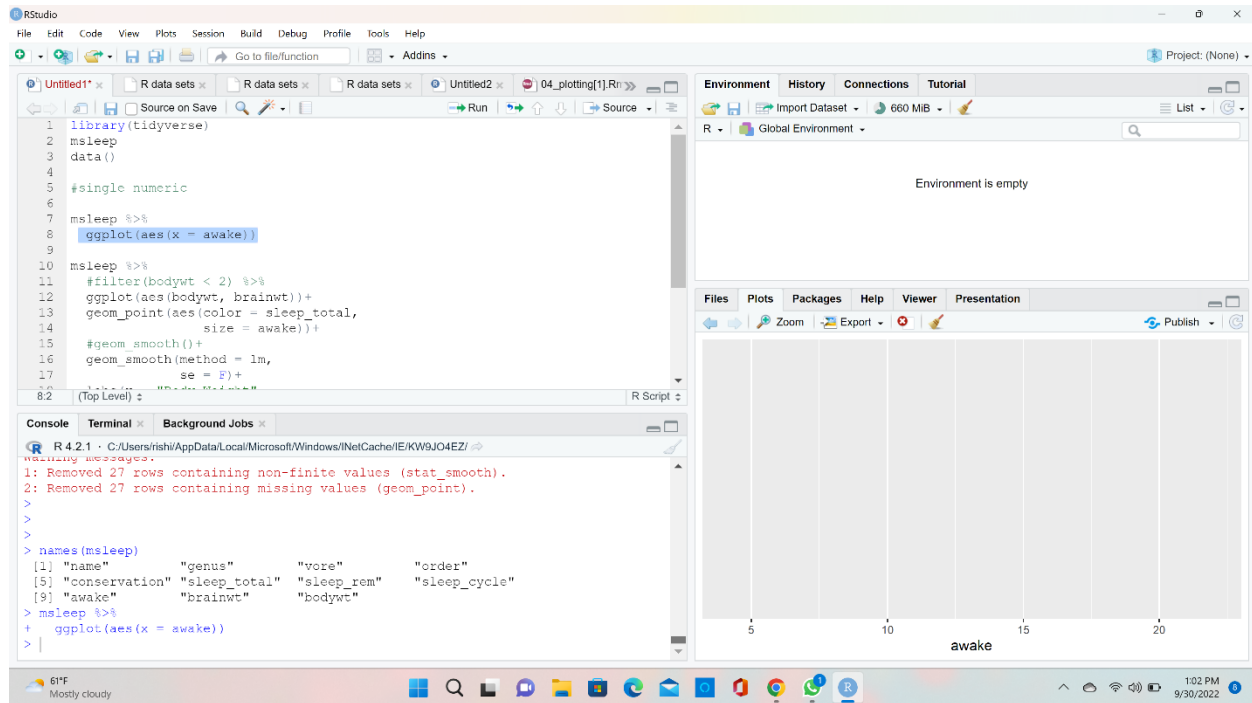 RStudio
File Edit Code View Plots Session Build Debug Profile Tools Help
Go to file/function Addins Project: (None)
Untitled1* R data sets R data sets R data sets Untitled2 04_plotting[1].Rn
Source on Save Run Source
1 library(tidyverse)
2 msleep
3 data()
4
5 #single numeric
6
7 msleep %>%
8 ggplot(aes(x = awake))
9
10 msleep %>%
11 #filter(bodywt < 2) %>%
12 ggplot(aes(bodywt, brainwt))+
13 geom_point(aes(color = sleep_total,
14 size = awake))+
15 #geom_smooth()+
16 geom_smooth(method = lm,
17 se = F)+
8:2 (Top Level) R Script
Console Terminal Background Jobs
R 4.2.1 · C:/Users/rishi/AppData/Local/Microsoft/Windows/INetCache/IE/KW9JO4EZ/
Warning messages:
1: Removed 27 rows containing non-finite values (stat_smooth).
2: Removed 27 rows containing missing values (geom_point).
>
>
>
> names(msleep)
[1] "name" "genus" "vore" "order"
[5] "conservation" "sleep_total" "sleep_rem" "sleep_cycle"
[9] "awake" "brainwt" "bodywt"
> msleep %>%
+ ggplot(aes(x = awake))
>
Environment History Connections Tutorial
Import Dataset 660 MiB List
R Global Environment
Environment is empty
Files Plots Packages Help Viewer Presentation
Zoom Export Publish
5 10 15 20
awake
61°F
Mostly cloudy
1
1:02 PM
9/30/2022
8